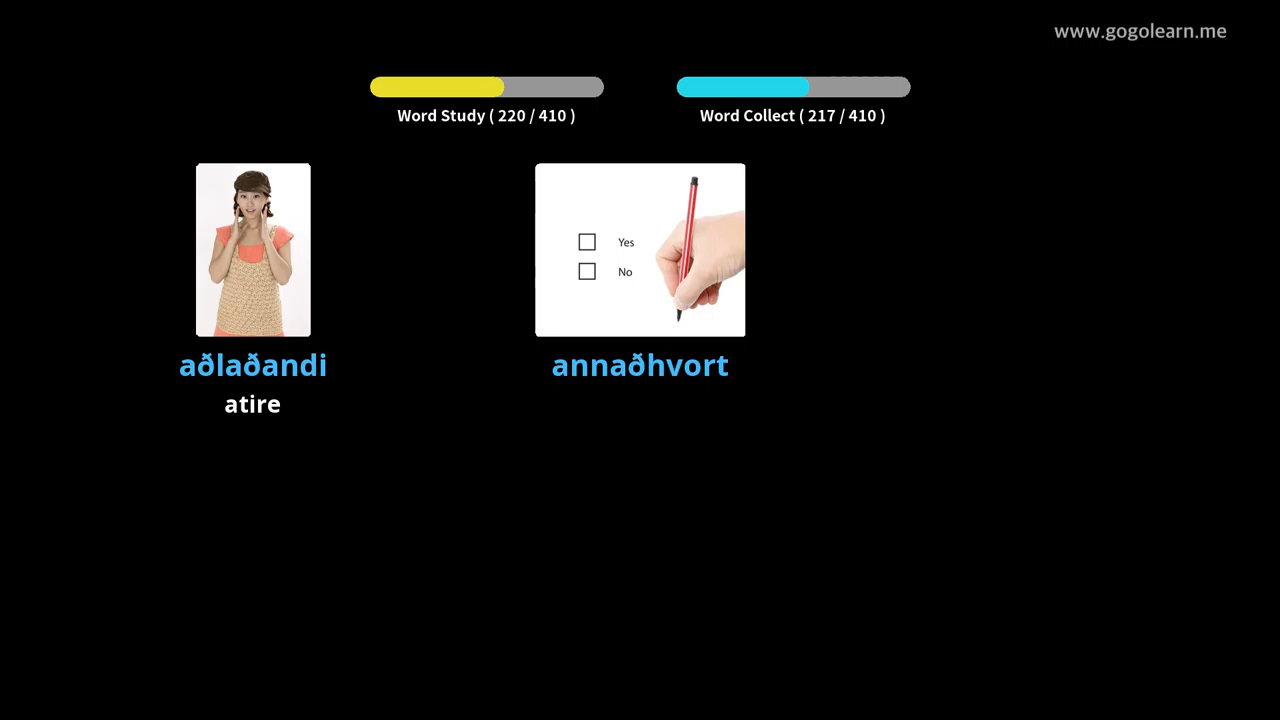 www.gogolearn.me
Word Study ( 220 / 410 )
Word Collect ( 217 / 410 )
Yes
No
aðlaðandi
annaðhvort
atire